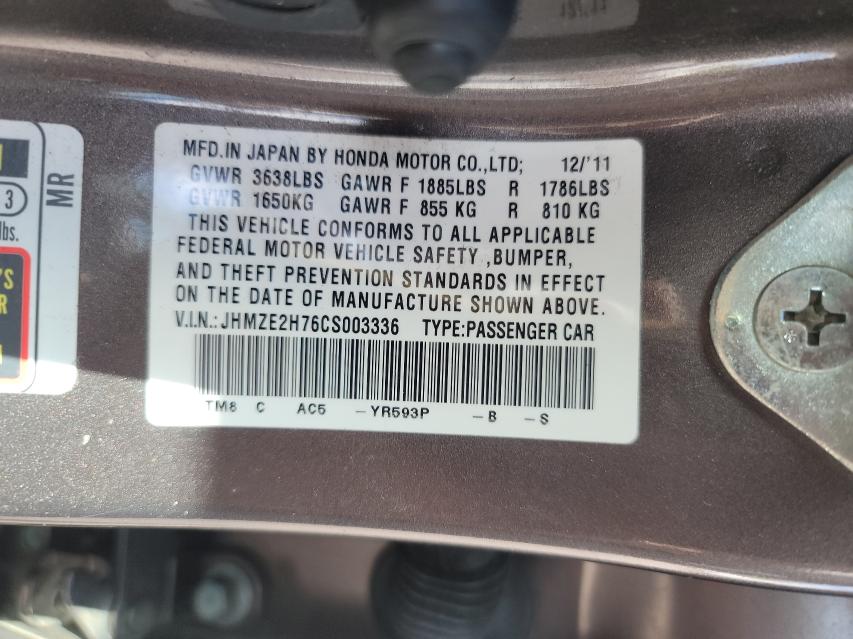 MFD.IN JAPAN BY HONDA MOTOR CO.,LTD; 12/'11
GVWR 3638LBS GAWR F 1885LBS R 1786LBS
GVWR 1650KG GAWR F 855 KG R 810 KG
THIS VEHICLE CONFORMS TO ALL APPLICABLE
FEDERAL MOTOR VEHICLE SAFETY ,BUMPER,
AND THEFT PREVENTION STANDARDS IN EFFECT
ON THE DATE OF MANUFACTURE SHOWN ABOVE.
V.I.N.: JHMZE2H76CS003336 TYPE:PASSENGER CAR
TM8 C AC5 -YR593P -B -S
MR
3
lbs.